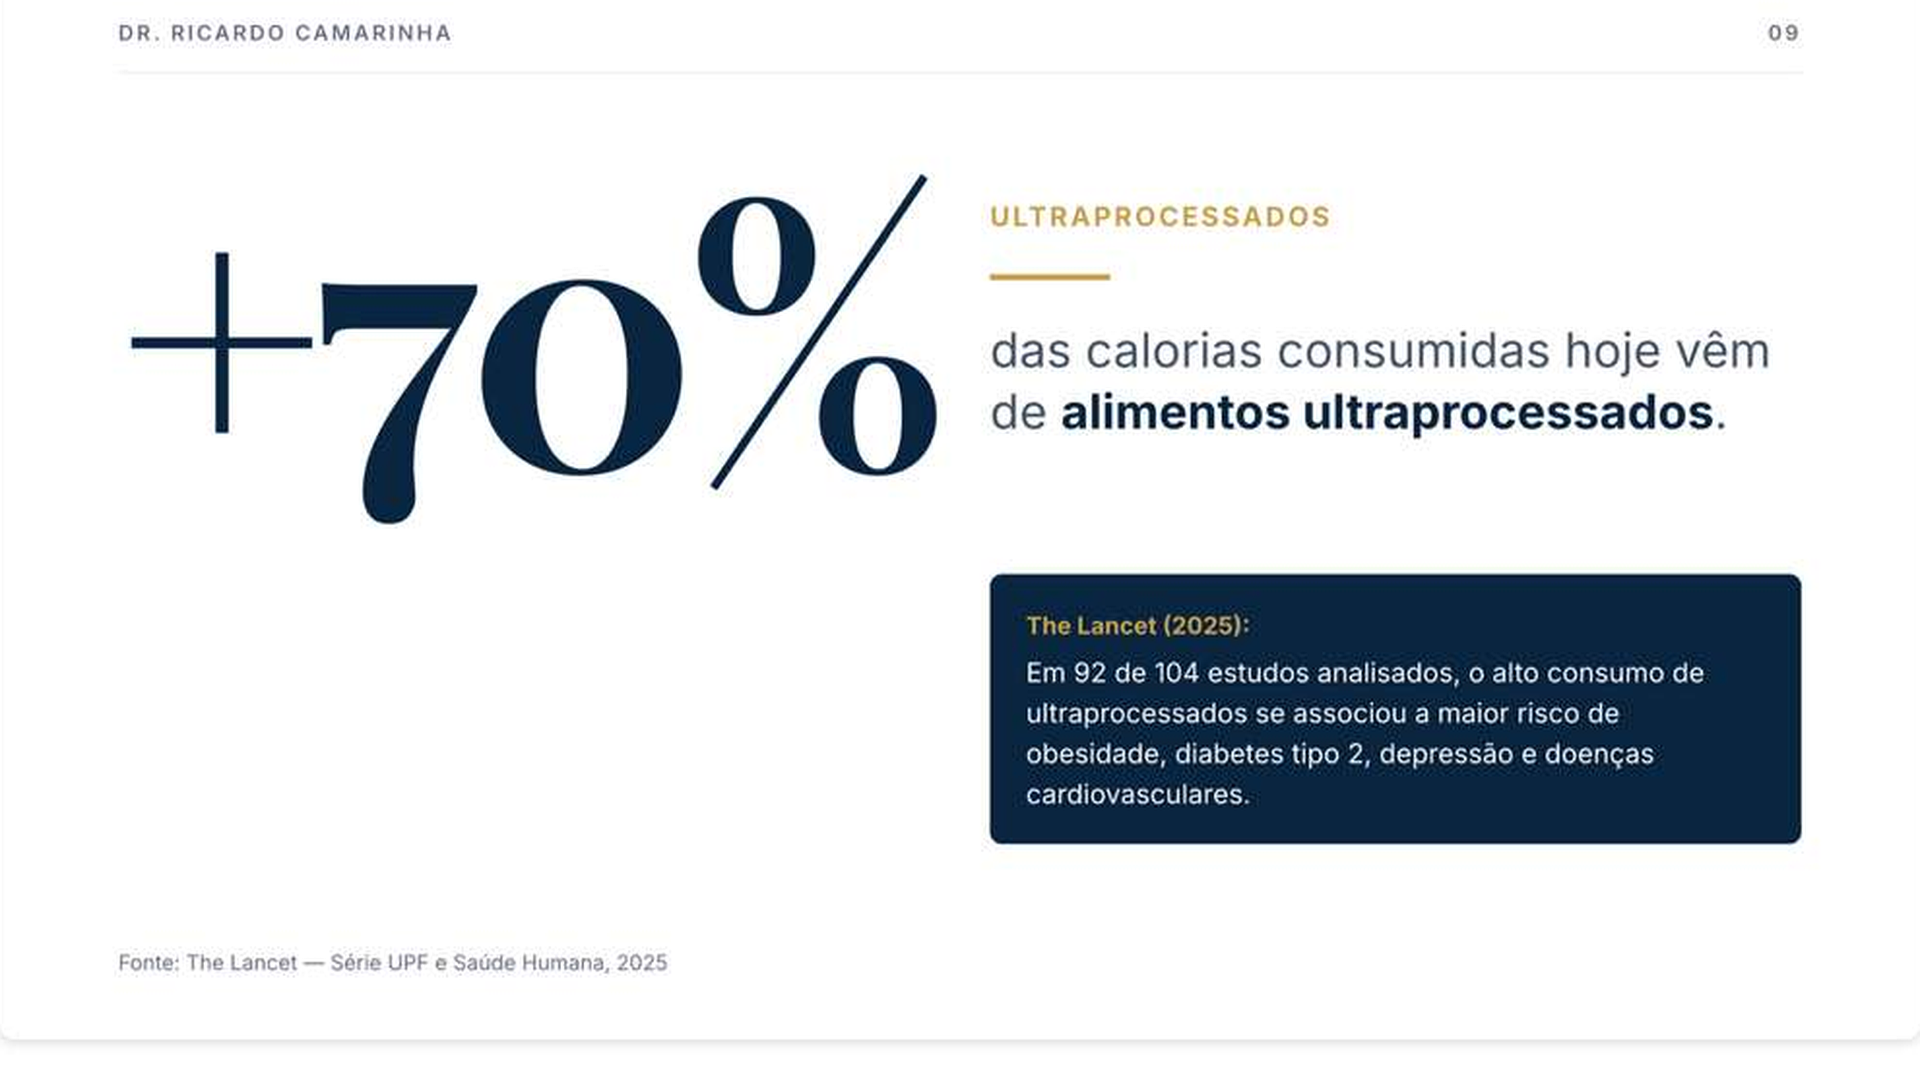 DR. RICARDO CAMARINHA
09
+70%
ULTRAPROCESSADOS
das calorias consumidas hoje vêm
de alimentos ultraprocessados.
The Lancet (2025):
Em 92 de 104 estudos analisados, o alto consumo de
ultraprocessados se associou a maior risco de
obesidade, diabetes tipo 2, depressão e doenças
cardiovasculares.
Fonte: The Lancet — Série UPF e Saúde Humana, 2025